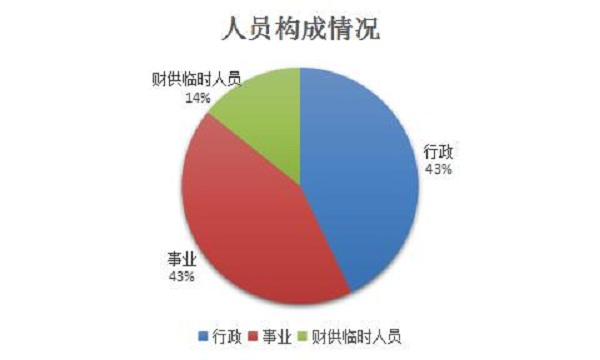 人员构成情况
财供临时人员
14%
行政
43%
事业
43%
行政 事业 财供临时人员